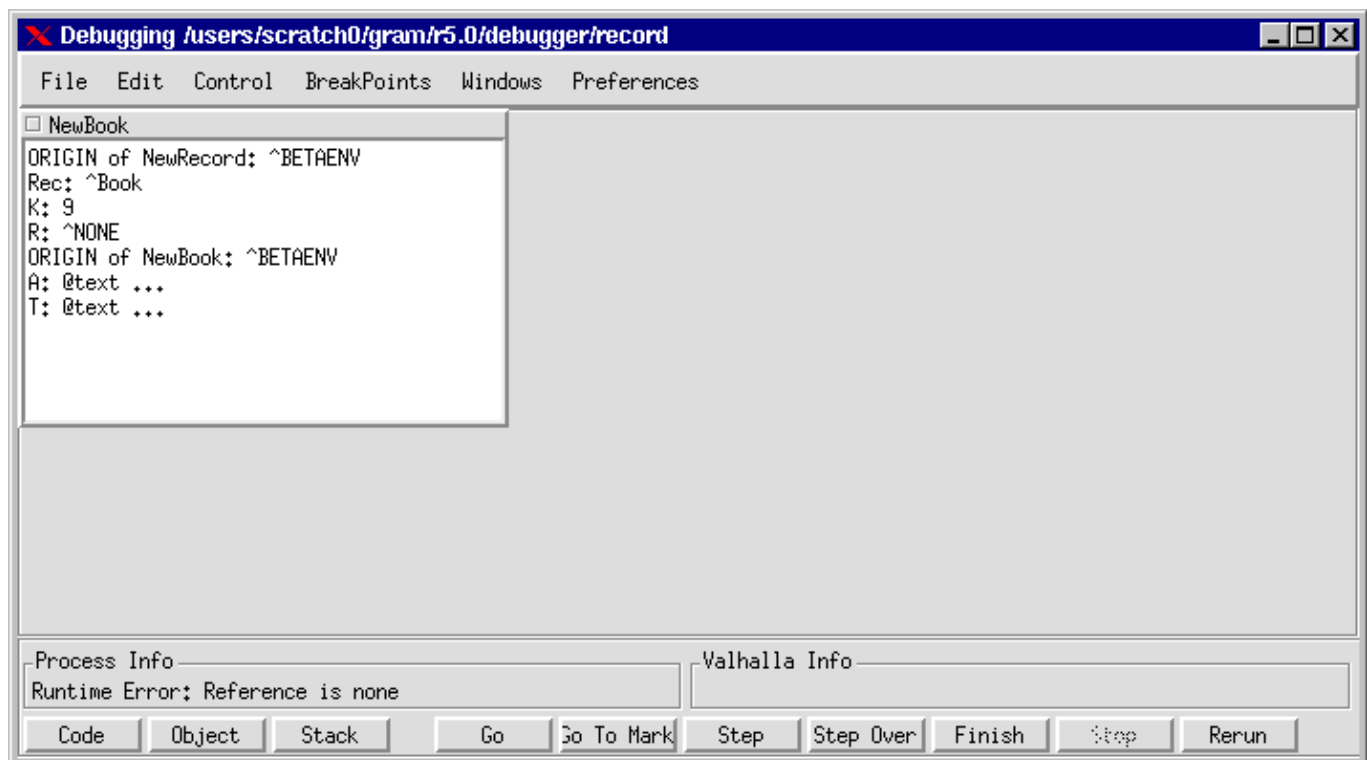 Debugging /users/scratch0/gram/r5.0/debugger/record
File Edit Control BreakPoints Windows Preferences
NewBook
ORIGIN of NewRecord: ^BETAENV
Rec: ^Book
K: 9
R: ^NONE
ORIGIN of NewBook: ^BETAENV
A: @text ...
T: @text ...
Process Info
Runtime Error: Reference is none
Valhalla Info
Code Object Stack Go Go To Mark Step Step Over Finish Stop Rerun